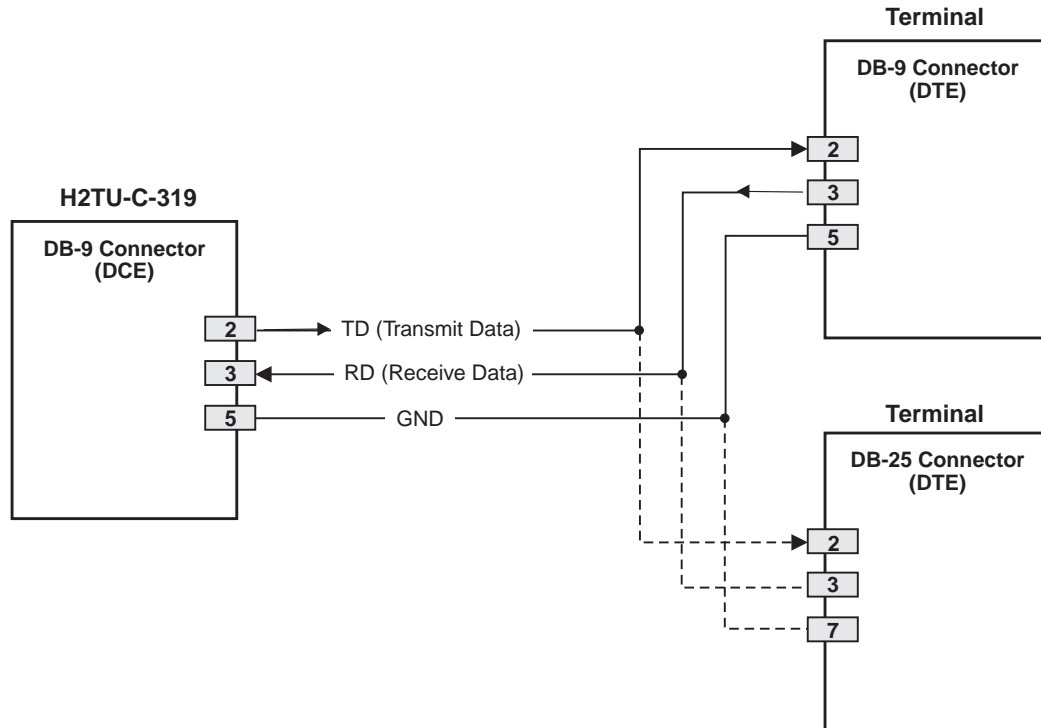 Terminal
DB-9 Connector
(DTE)
2
3
5
H2TU-C-319
DB-9 Connector
(DCE)
2
TD (Transmit Data)
3
RD (Receive Data)
5
GND
Terminal
DB-25 Connector
(DTE)
2
3
7